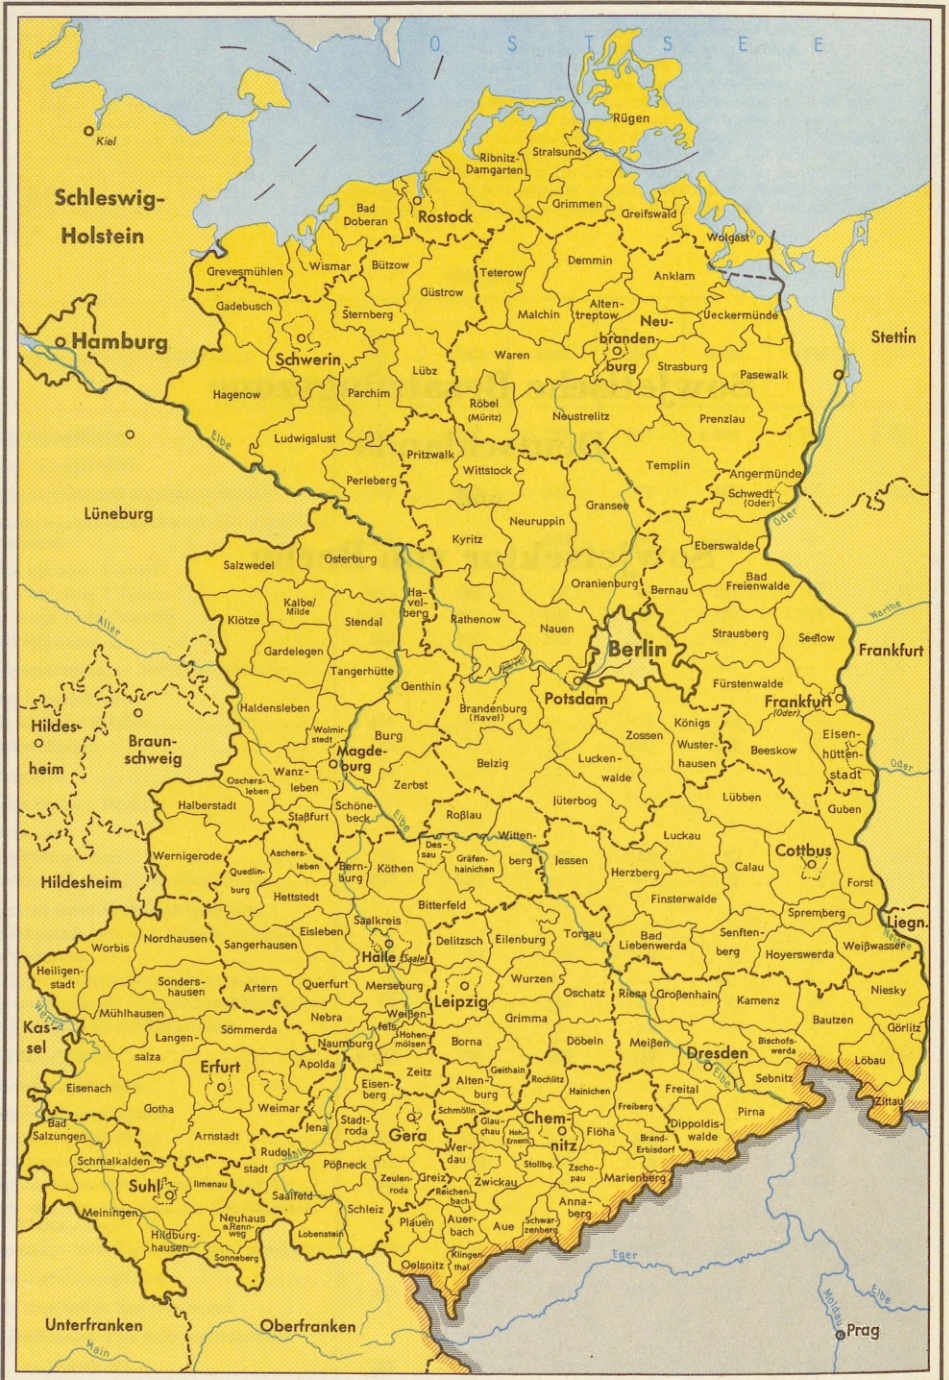 O S T S E E
Kiel
Schleswig-
Holstein
Rügen
Ribnitz-
Damgarten
Stralsund
Bad
Doberan
Rostock
Grimmen
Greifswald
Wolgast
Grevesmühlen
Wismar
Bützow
Teterow
Demmin
Anklam
Güstrow
Gadebusch
Sternberg
Malchin
Alten-
treptow
Neu-
branden-
burg
Ueckermünde
Hamburg
Schwerin
Waren
Stettin
Lübz
Strasburg
Pasewalk
Hagenow
Parchim
Röbel
(Müritz)
Neustrelitz
Prenzlau
Elbe
Ludwigslust
Pritzwalk
Wittstock
Templin
Angermünde
Perleberg
Schwedt
(Oder)
Lüneburg
Gransee
Oder
Neuruppin
Kyritz
Eberswalde
Salzwedel
Osterburg
Oranienburg
Bernau
Bad
Freienwalde
Ha-
vel-
berg
Kalbe/
Milde
Klötze
Stendal
Rathenow
Nauen
Warthe
Aller
Berlin
Strausberg
Seelow
Gardelegen
Frankfurt
Tangerhütte
Havel
Genthin
Fürstenwalde
Potsdam
Frankfurt
(Oder)
Haldensleben
Brandenburg
(Havel)
Hildes-
heim
Braun-
schweig
Wolmir-
stedt
Burg
Zossen
Königs
Wuster-
hausen
Eisen-
hütten-
stadt
Magde-
burg
Beeskow
Belzig
Lucken-
walde
Oder
Oschers-
leben
Wanz-
leben
Zerbst
Halberstadt
Schöne-
beck
Jüterbog
Lübben
Guben
Staßfurt
Elbe
Roßlau
Witten-
berg
Luckau
Wernigerode
Aschers-
leben
Bern-
burg
Köthen
Des-
sau
Gräfen-
hainichen
Jessen
Herzberg
Calau
Cottbus
Quedlin-
burg
Hildesheim
Hettstedt
Bitterfeld
Finsterwalde
Forst
Saalkreis
Spremberg
Liegn.
Eisleben
Nordhausen
Sangerhausen
Delitzsch
Eilenburg
Torgau
Bad
Liebenwerda
Senften-
berg
Weißwasser
Neiße
Worbis
Halle (Saale)
Hoyerswerda
Heiligen-
stadt
Sonders-
hausen
Artern
Querfurt
Merseburg
Leipzig
Wurzen
Oschatz
Riesa
Großenhain
Kamenz
Niesky
Mühlhausen
Werra
Nebra
Weißen-
fels
Grimma
Bautzen
Görlitz
Kas-
sel
Langen-
salza
Sömmerda
Naumburg
Hohen-
mölsen
Borna
Döbeln
Meißen
Bischofs-
werda
Dresden
Löbau
Erfurt
Apolda
Zeitz
Geithain
Elbe
Sebnitz
Eisenach
Eisen-
berg
Alten-
burg
Rochlitz
Hainichen
Freital
Zittau
Gotha
Weimar
Schmölln
Freiberg
Pirna
Jena
Stadt-
roda
Gera
Glau-
chau
Hoh.-
Ernstth.
Chem-
nitz
Flöha
Dippoldis-
walde
Bad
Salzungen
Arnstadt
Brand-
Erbisdorf
Rudol-
stadt
Saale
Wer-
dau
Schmalkalden
Pößneck
Stollbg.
Zscho-
pau
Marienberg
Suhl
Ilmenau
Zeulen-
roda
Greiz
Zwickau
Reichen-
bach
Saalfeld
Schleiz
Anna-
berg
Meiningen
Neuhaus
a.Renn-
weg
Plauen
Auer-
bach
Aue
Schwar-
zenberg
Hildburg-
hausen
Lobenstein
Sonneberg
Oelsnitz
Klingen-
thal
Eger
Elbe
Moldau
Unterfranken
Oberfranken
Prag
Main